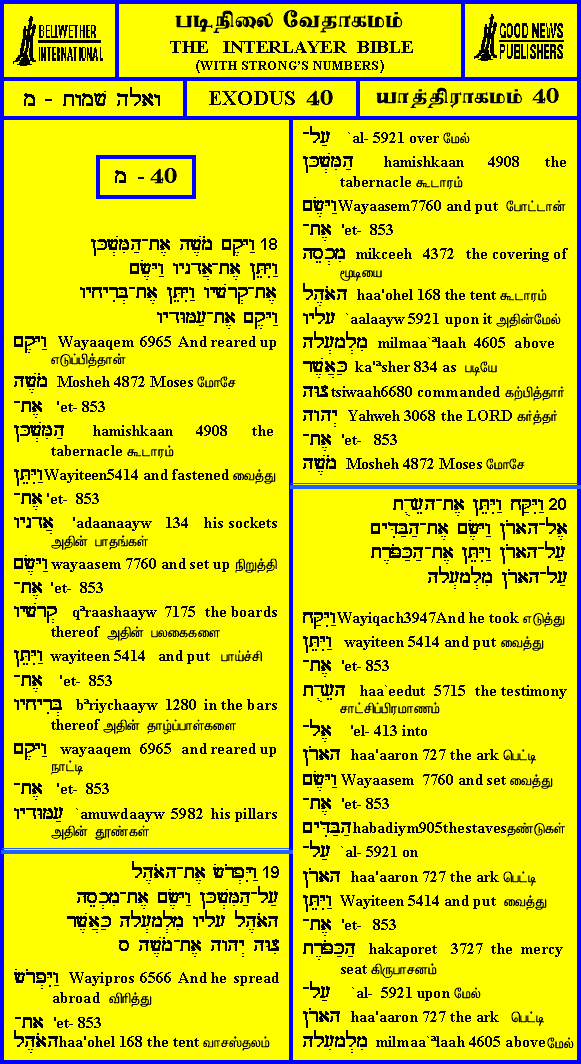 BELLWETHER
INTERNATIONAL
படிநிலை வேதாகமம்
THE INTERLAYER BIBLE
(WITH STRONG'S NUMBERS)
GOOD NEWS
PUBLISHERS
ואלה שמות - מ
EXODUS 40
யாத்திராகமம் 40
מ - 40
18 וַיָּקֶם מֹשֶׁה אֶת־הַמִּשְׁכָּן
וַיִּתֵּן אֶת־אֲדָנָיו וַיָּשֶׂם
אֶת־קְרָשָׁיו וַיִּתֵּן אֶת־בְּרִיחָיו
וַיָּקֶם אֶת־עַמּוּדָיו
וַיָּקֶם Wayaaqem 6965 And reared up
எடுப்பித்தான்
מֹשֶׁה Mosheh 4872 Moses மோசே
אֶת־ 'et- 853
הַמִּשְׁכָּן hamishkaan 4908 the
tabernacle கூடாரம்
וַיִּתֵּן Wayiteen5414 and fastened வைத்து
אֶת־ 'et- 853
אֲדָנָיו 'adaanaayw 134 his sockets
அதின் பாதங்கள்
וַיָּשֶׂם wayaasem 7760 and set up நிறுத்தி
אֶת־ 'et- 853
קְרָשָׁיו qªraashaayw 7175 the boards
thereof அதின் பலகைகளை
וַיִּתֵּן wayiteen 5414 and put பாய்ச்சி
אֶת־ 'et- 853
בְּרִיחָיו bªriychaayw 1280 in the bars
thereof அதின் தாழ்ப்பாள்களை
וַיָּקֶם wayaaqem 6965 and reared up
நாட்டி
אֶת־ 'et- 853
עַמּוּדָיו `amuwdaayw 5982 his pillars
அதின் தூண்கள்
19 וַיִּפְרֹשׂ אֶת־הָאֹהֶל
עַל־הַמִּשְׁכָּן וַיָּשֶׂם אֶת־מִכְסֵה
הָאֹהֶל עָלָיו מִלְמָעְלָה כַּאֲשֶׁר
צִוָּה יְהוָה אֶת־מֹשֶׁה ס
וַיִּפְרֹשׂ Wayipros 6566 And he spread
abroad விரித்து
אֶת־ 'et- 853
הָאֹהֶל haa'ohel 168 the tent வாசஸ்தலம்
עַל־ `al- 5921 over மேல்
הַמִּשְׁכָּן hamishkaan 4908 the
tabernacle கூடாரம்
וַיָּשֶׂם Wayaasem7760 and put போட்டான்
אֶת־ 'et- 853
מִכְסֵה mikceeh 4372 the covering of
மூடியை
הָאֹהֶל haa'ohel 168 the tent கூடாரம்
עָלָיו `aalaayw 5921 upon it அதின்மேல்
מִלְמָעְלָה milmaa`ªlaah 4605 above
כַּאֲשֶׁר ka'ªsher 834 as படியே
צִוָּה tsiwaah6680 commanded கற்பித்தார்
יְהוָה Yahweh 3068 the LORD கர்த்தர்
אֶת־ 'et- 853
מֹשֶׁה Mosheh 4872 Moses மோசே
20 וַיִּקַּח וַיִּתֵּן אֶת־הָעֵדֻת
אֶל־הָאָרֹן וַיָּשֶׂם אֶת־הַבַּדִּים
עַל־הָאָרֹן וַיִּתֵּן אֶת־הַכַּפֹּרֶת
עַל־הָאָרֹן מִלְמָעְלָה
וַיִּקַּח Wayiqach3947And he took எடுத்து
וַיִּתֵּן wayiteen 5414 and put வைத்து
אֶת־ 'et- 853
הָעֵדֻת haa`eedut 5715 the testimony
சாட்சிப்பிரமாணம்
אֶל־ 'el- 413 into
הָאָרֹן haa'aaron 727 the ark பெட்டி
וַיָּשֶׂם Wayaasem 7760 and set வைத்து
אֶת־ 'et- 853
הַבַּדִּים habadiym905thestavesதண்டுகள்
עַל־ `al- 5921 on
הָאָרֹן haa'aaron 727 the ark பெட்டி
וַיִּתֵּן Wayiteen 5414 and put வைத்து
אֶת־ 'et- 853
הַכַּפֹּרֶת hakaporet 3727 the mercy
seat கிருபாசனம்
עַל־ `al- 5921 upon மேல்
הָאָרֹן haa'aaron 727 the ark பெட்டி
מִלְמָעְלָה milmaa`ªlaah 4605 aboveமேல்